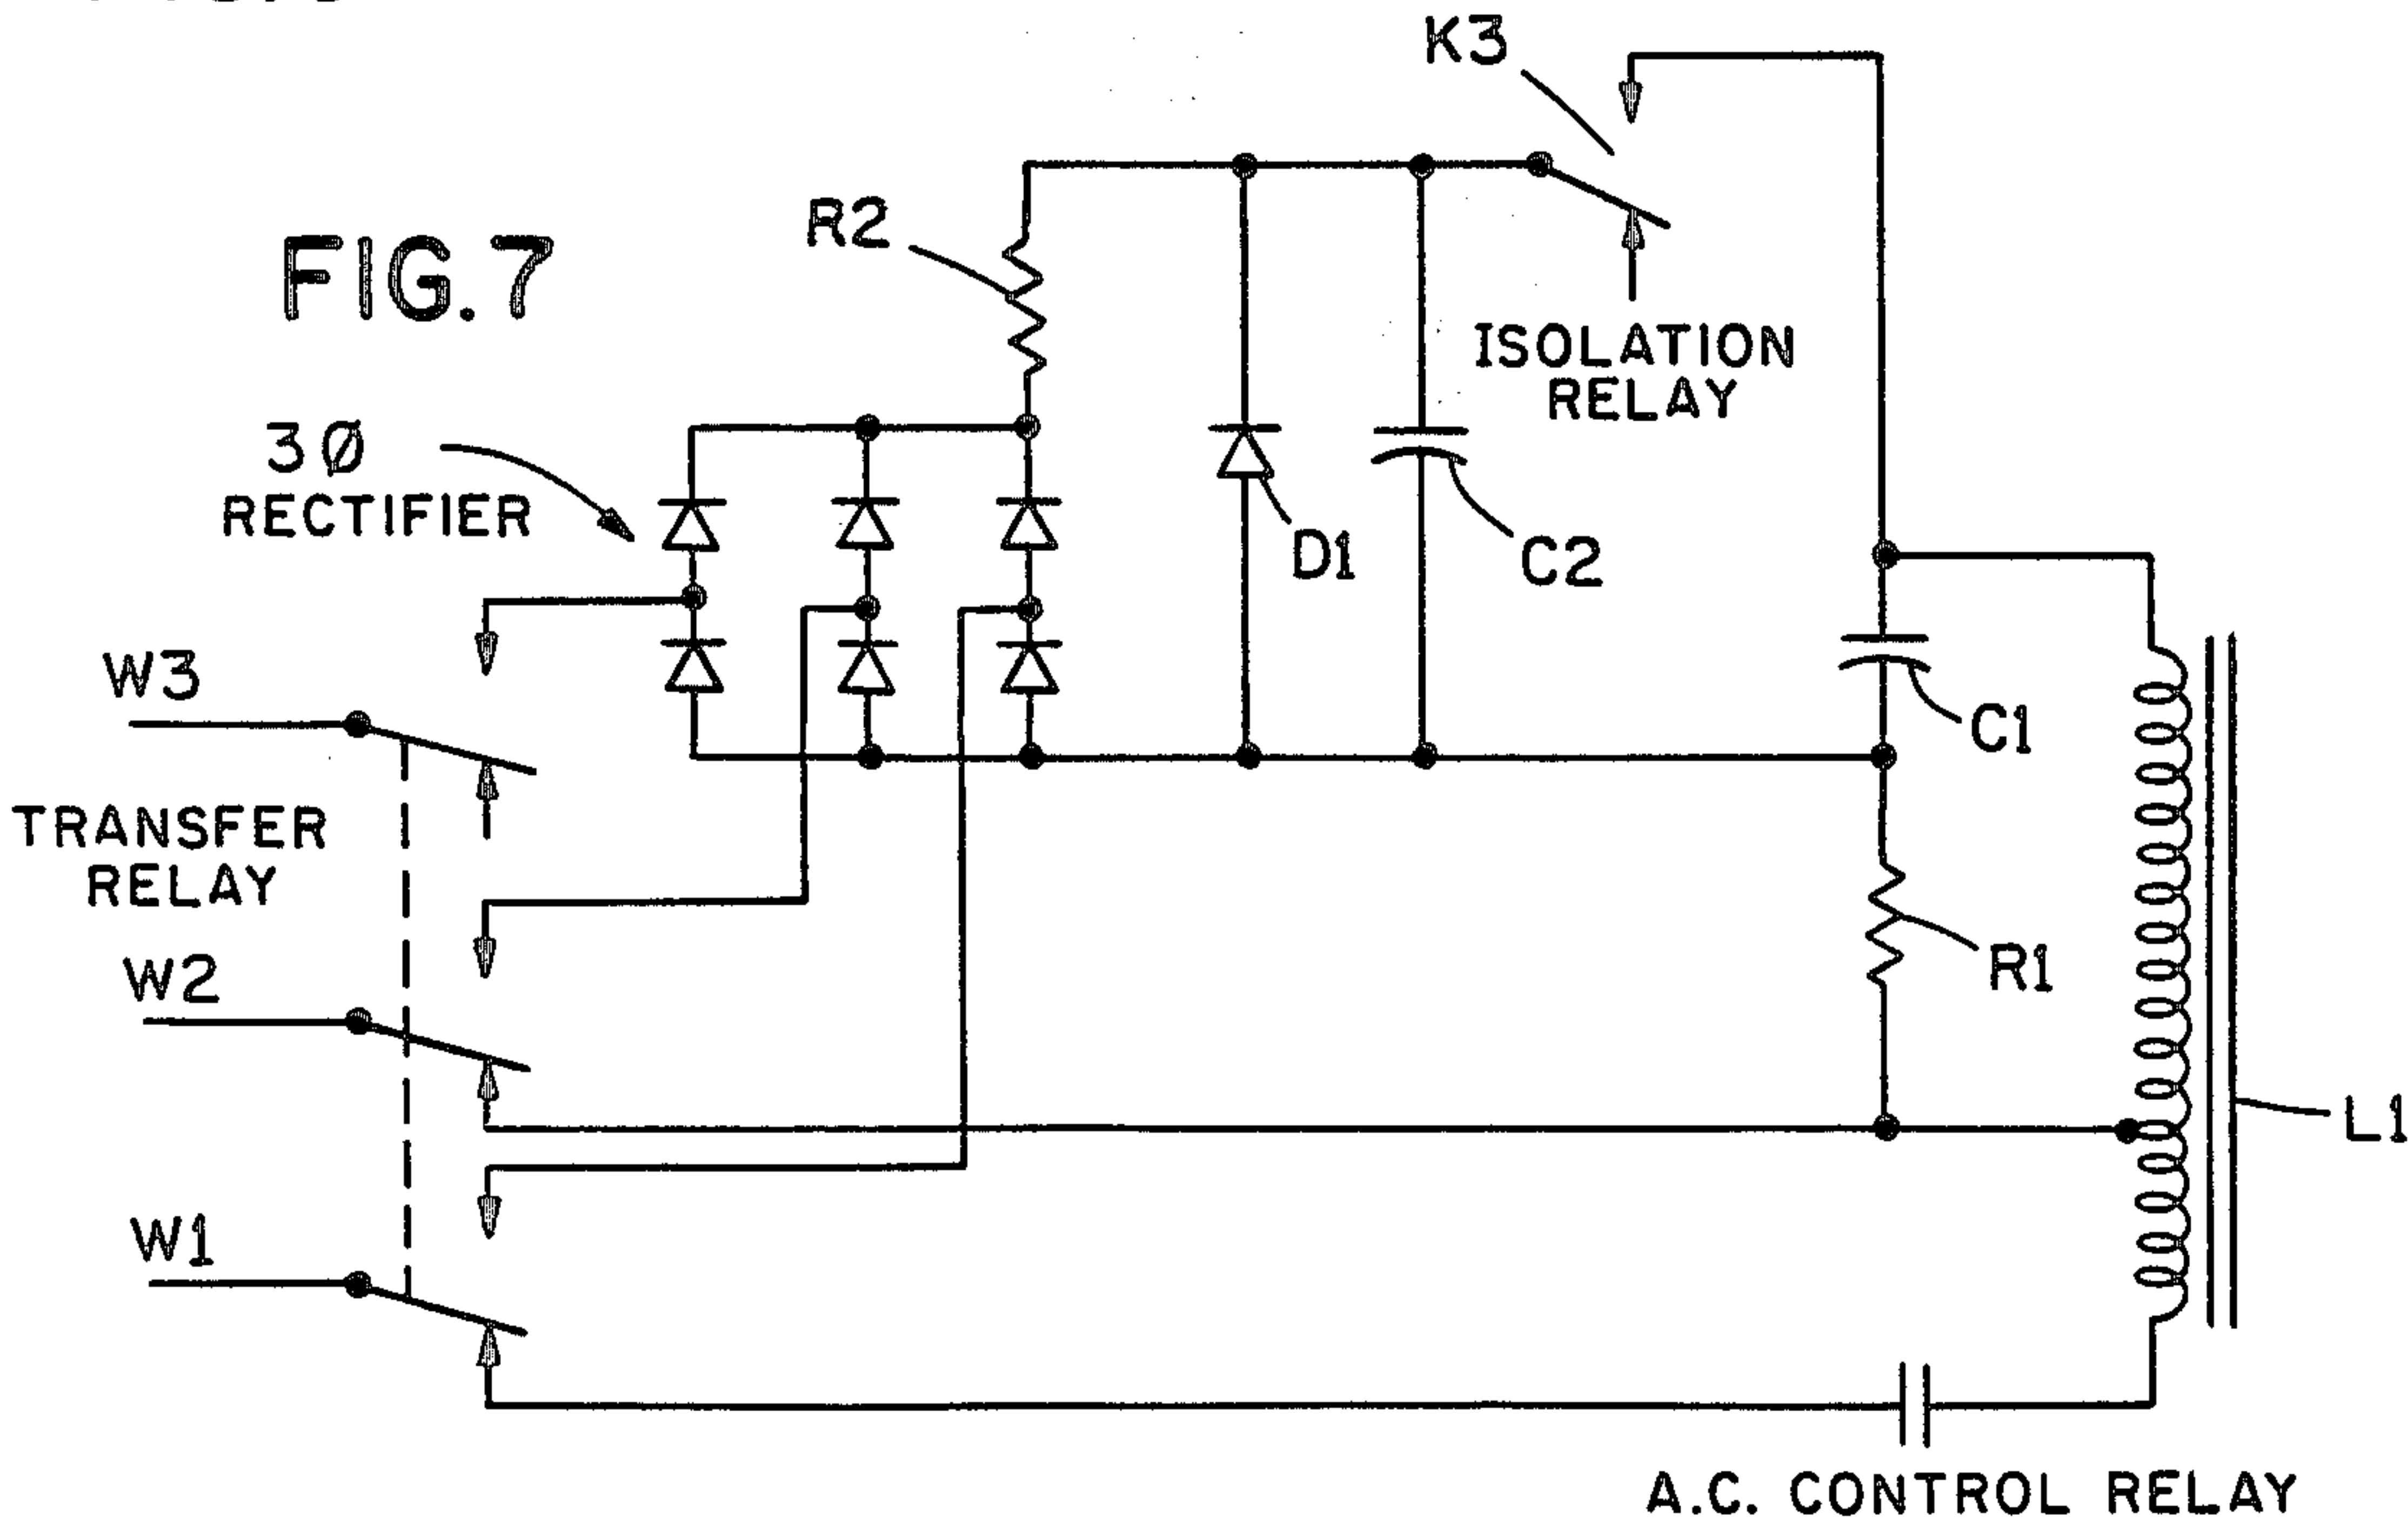 K3
R2
FIG. 7
ISOLATION
RELAY
3Ø
RECTIFIER
D1
C2
W3
C1
TRANSFER
RELAY
W2
R1
L1
W1
A.C. CONTROL RELAY